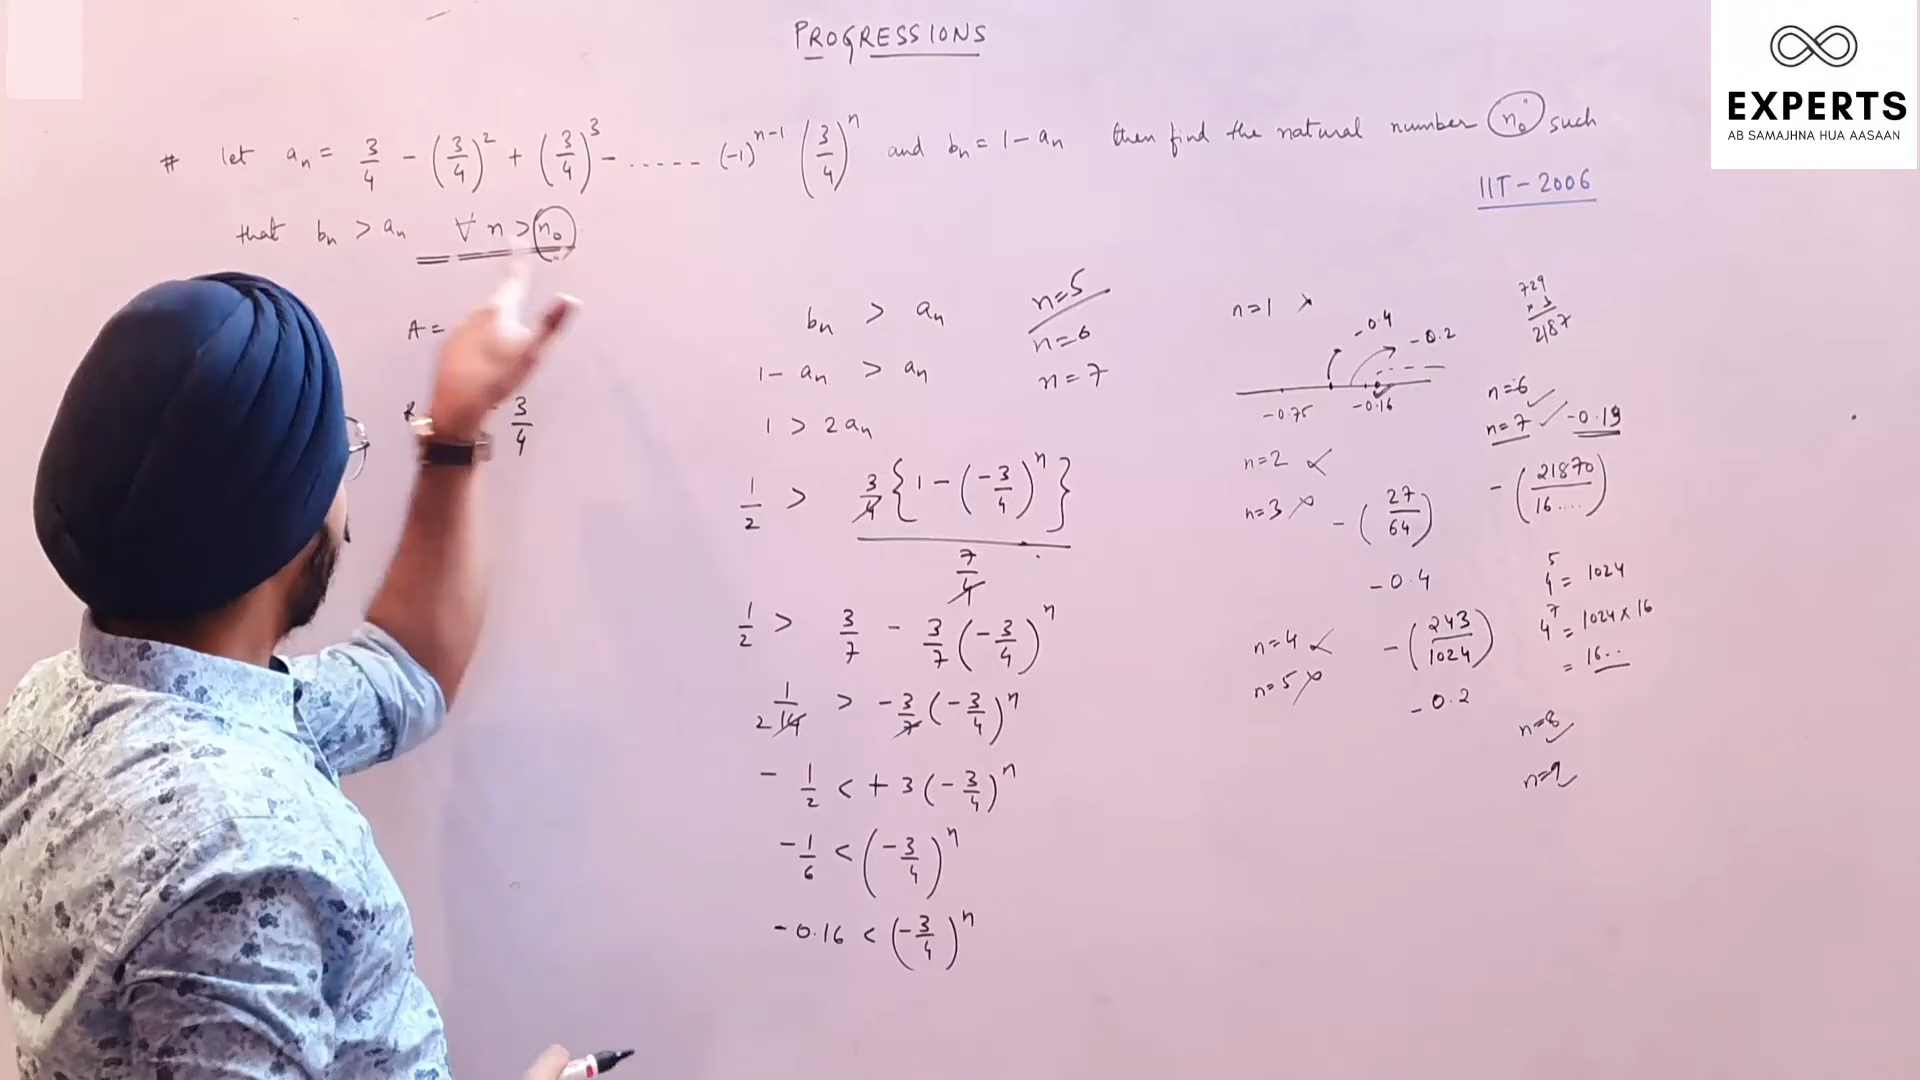 PROGRESSIONS
EXPERTS
AB SAMAJHNA HUA AASAAN
# let aₙ = 3/4 - (3/4)² + (3/4)³ - ..... (-1)ⁿ⁻¹ (3/4)ⁿ and bₙ = 1 - aₙ then find the natural number n₀ such
that bₙ > aₙ ∀ n > n₀
IIT - 2006
A =
3/4
bₙ > aₙ
1 - aₙ > aₙ
1 > 2aₙ
1/2 > 3/4 {1 - (-3/4)ⁿ} / 7/4
1/2 > 3/7 - 3/7 (-3/4)ⁿ
1/2 14 > -3/7 (-3/4)ⁿ
-1/2 < +3 (-3/4)ⁿ
-1/6 < (-3/4)ⁿ
-0.16 < (-3/4)ⁿ
n=5
n=6
n=7
n=1 ×
-0.4
-0.2
-0.75
-0.16
n=2
n=3 ×
-(27/64)
-0.4
n=4
n=5 ×
-(243/1024)
-0.2
729
×3
2187
n=6 ✓
n=7 ✓ -0.13
-(21870/16....)
4⁵ = 1024
4⁷ = 1024×16
= 16..
n=8 ✓
n=9 ✓